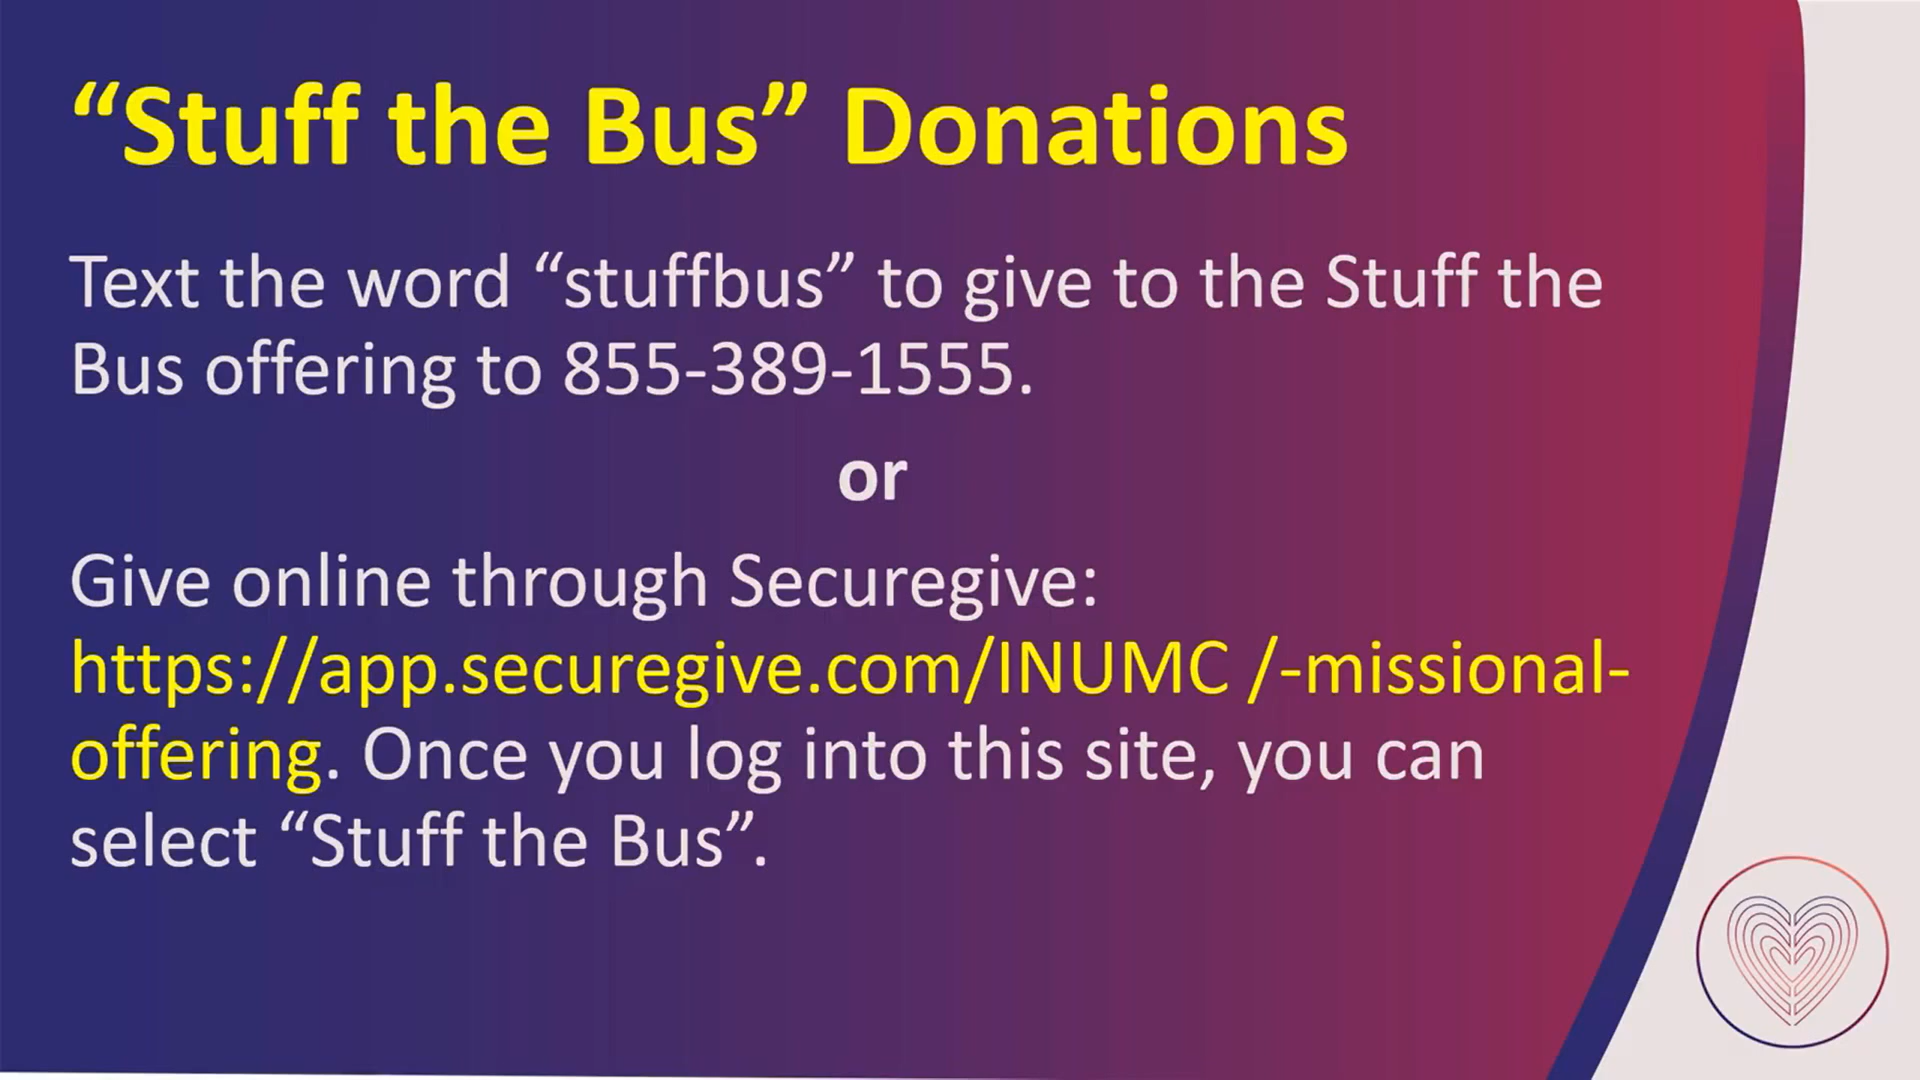 “Stuff the Bus” Donations
Text the word “stuffbus” to give to the Stuff the
Bus offering to 855-389-1555.
or
Give online through Securegive:
https://app.securegive.com/INUMC /-missional-
offering. Once you log into this site, you can
select “Stuff the Bus”.